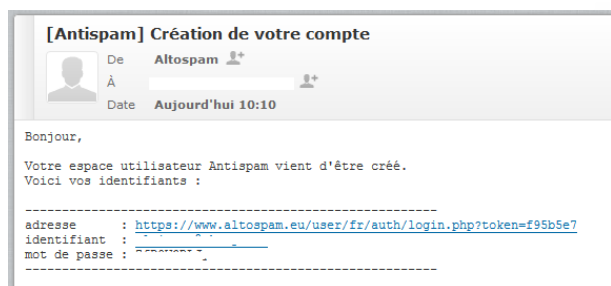 [Antispam] Création de votre compte
De Altospam
À
Date Aujourd'hui 10:10
Bonjour,
Votre espace utilisateur Antispam vient d'être créé.
Voici vos identifiants :
----------------------------------------------------------
adresse : https://www.altospam.eu/user/fr/auth/login.php?token=f95b5e7
identifiant :
mot de passe :
----------------------------------------------------------